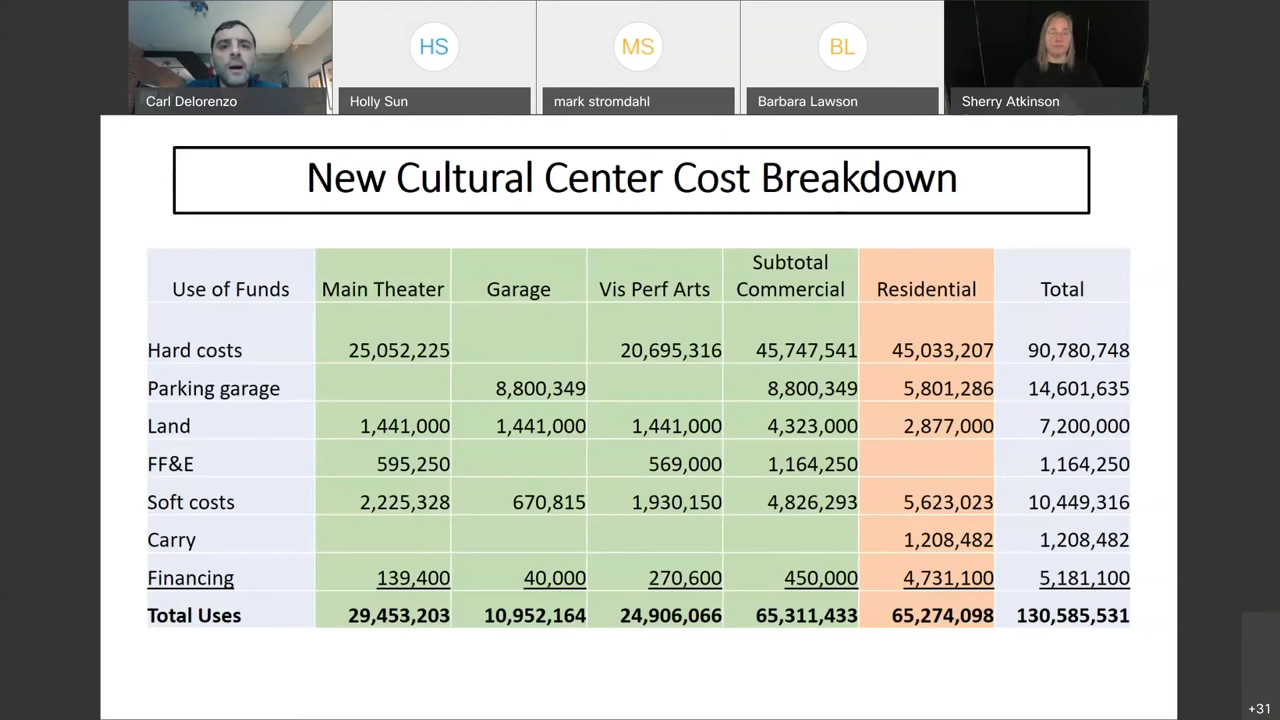 HS
MS
BL
Carl Delorenzo
Holly Sun
mark stromdahl
Barbara Lawson
Sherry Atkinson
New Cultural Center Cost Breakdown
Use of Funds Main Theater Garage Vis Perf Arts Subtotal Commercial Residential Total
Hard costs 25,052,225 20,695,316 45,747,541 45,033,207 90,780,748
Parking garage 8,800,349 8,800,349 5,801,286 14,601,635
Land 1,441,000 1,441,000 1,441,000 4,323,000 2,877,000 7,200,000
FF&E 595,250 569,000 1,164,250 1,164,250
Soft costs 2,225,328 670,815 1,930,150 4,826,293 5,623,023 10,449,316
Carry 1,208,482 1,208,482
Financing 139,400 40,000 270,600 450,000 4,731,100 5,181,100
Total Uses 29,453,203 10,952,164 24,906,066 65,311,433 65,274,098 130,585,531
+31